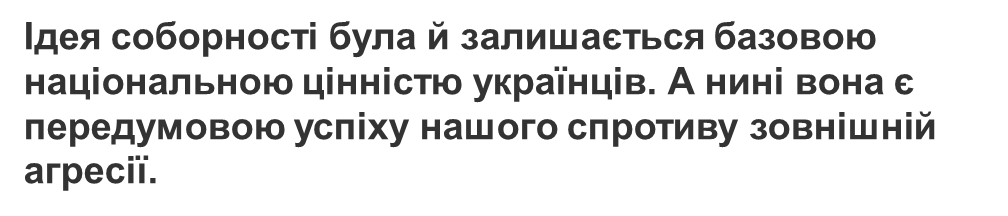 Ідея соборності була й залишається базовою
національною цінністю українців. А нині вона є
передумовою успіху нашого спротиву зовнішній
агресії.